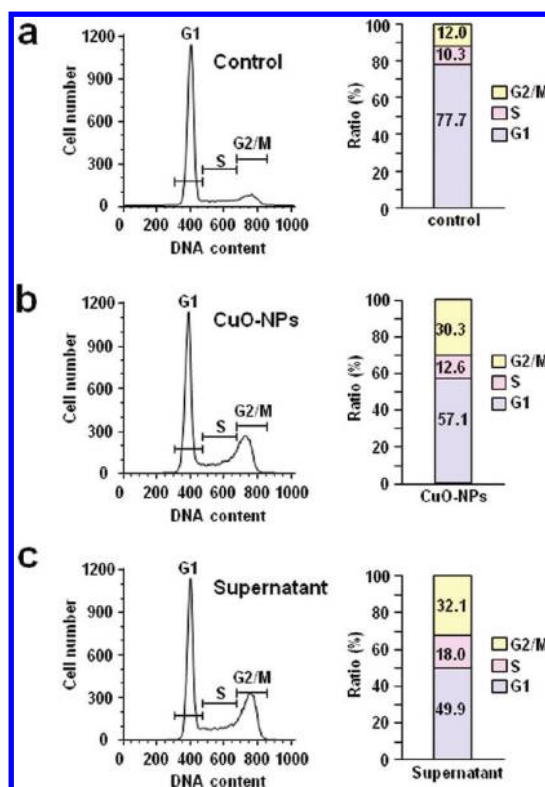 a
Control
G1
S
G2/M
Cell number
1200
900
600
300
0
0 200 400 600 800 1000
DNA content
Ratio (%)
100
80
60
40
20
0
12.0
10.3
77.7
control
G2/M
S
G1
b
CuO-NPs
G1
S
G2/M
Cell number
1200
900
600
300
0
0 200 400 600 800 1000
DNA content
Ratio (%)
100
80
60
40
20
0
30.3
12.6
57.1
CuO-NPs
G2/M
S
G1
c
Supernatant
G1
S
G2/M
Cell number
1200
900
600
300
0
0 200 400 600 800 1000
DNA content
Ratio (%)
100
80
60
40
20
0
32.1
18.0
49.9
Supernatant
G2/M
S
G1